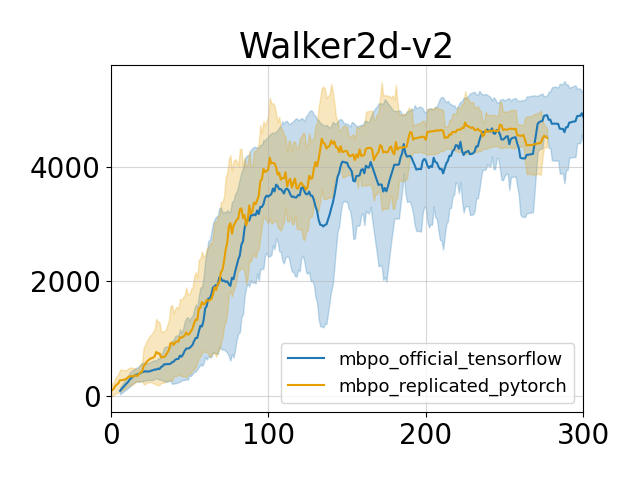 Walker2d-v2
4000
2000
0
mbpo_official_tensorflow
mbpo_replicated_pytorch
0 100 200 300